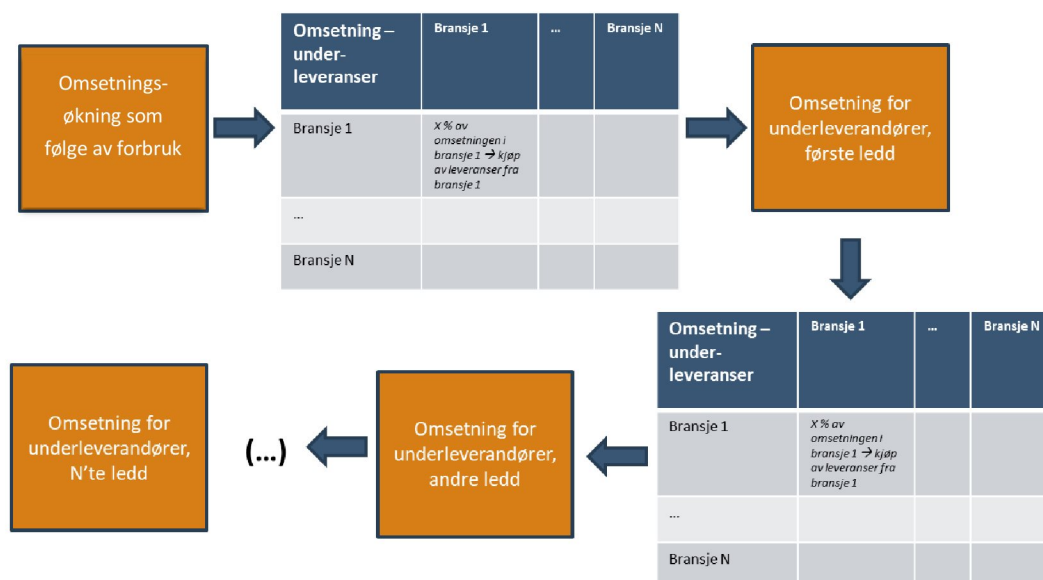 Omsetnings-
økning som
følge av forbruk
Omsetning –
under-
leveranser
Bransje 1
...
Bransje N
Bransje 1
X % av
omsetningen i
bransje 1 → kjøp
av leveranser fra
bransje 1
...
Bransje N
Omsetning for
underleverandører,
første ledd
Omsetning –
under-
leveranser
Bransje 1
...
Bransje N
Bransje 1
X % av
omsetningen i
bransje 1 → kjøp
av leveranser fra
bransje 1
...
Bransje N
Omsetning for
underleverandører,
andre ledd
(...)
Omsetning for
underleverandører,
N'te ledd